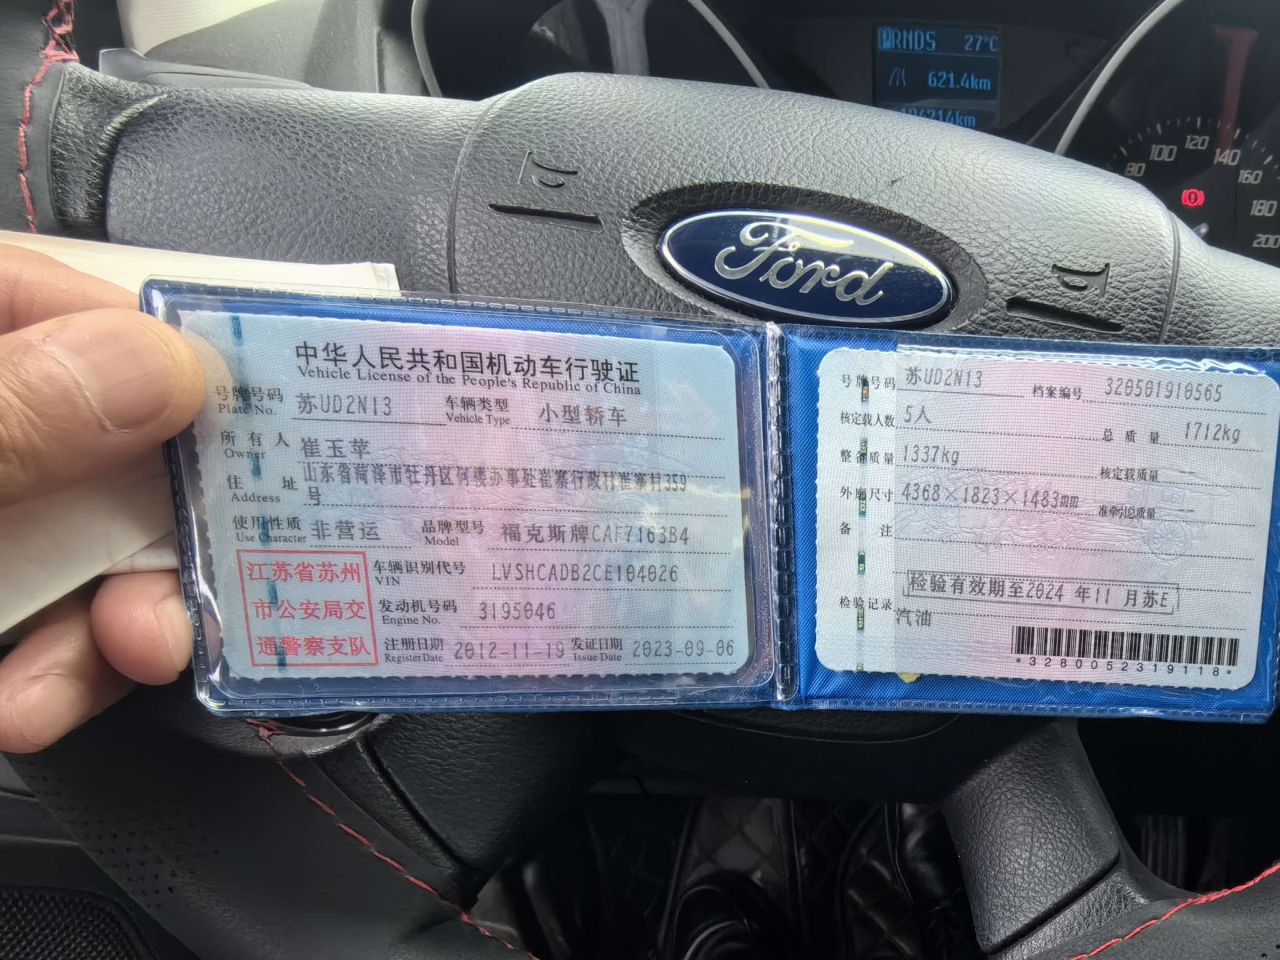 PRND5 27°C
621.4km
80 100 120 140 160 180 200
Ford
中华人民共和国机动车行驶证
Vehicle License of the People's Republic of China
号牌号码 苏UD2N13 车辆类型 小型轿车
Plate No. Vehicle Type
所有人 崔玉苹
Owner
住址 山东省菏泽市牡丹区何楼办事处崔寨行政村崔寨村359
Address 号
使用性质 非营运 品牌型号 福克斯牌CAF7163B4
Use Character Model
江苏省苏州
市公安局交
通警察支队
车辆识别代号 LVSHCADB2CE104026
VIN
发动机号码 3195046
Engine No.
注册日期 2012-11-19 发证日期 2023-09-06
Register Date Issue Date
号牌号码 苏UD2N13 档案编号 320501910565
核定载人数 5人 总质量 1712kg
整备质量 1337kg 核定载质量 --
外廓尺寸 4368×1823×1483mm 准牵引总质量 --
备注
检验有效期至2024年11月苏E
检验记录
汽油
*3280052319118*